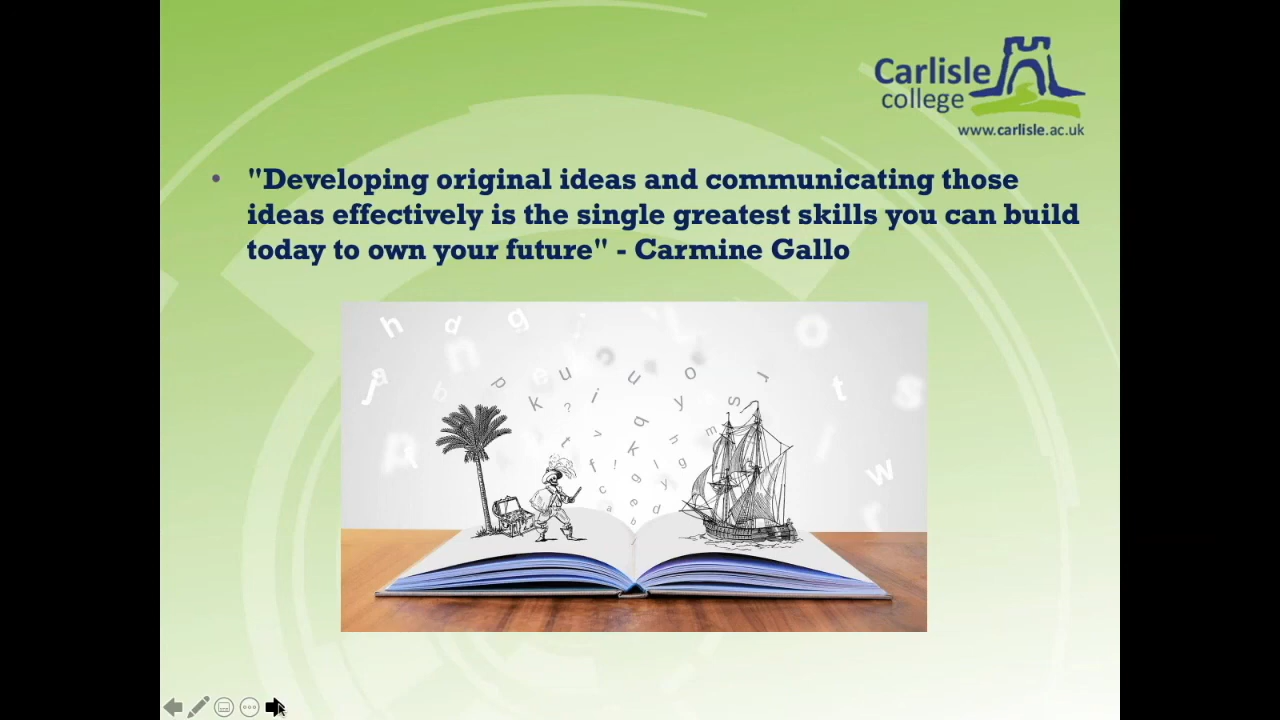 Carlisle
college
www.carlisle.ac.uk
• "Developing original ideas and communicating those
ideas effectively is the single greatest skills you can build
today to own your future" - Carmine Gallo